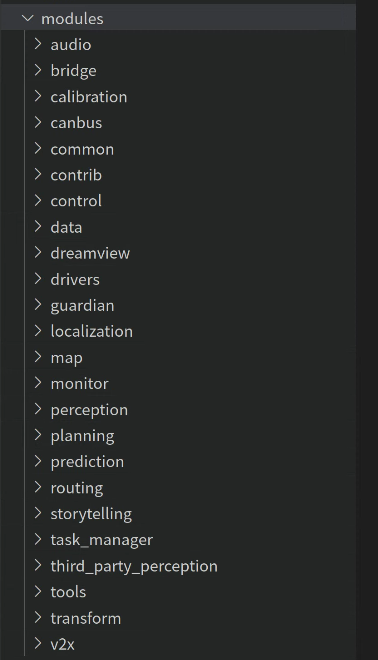 modules
audio
bridge
calibration
canbus
common
contrib
control
data
dreamview
drivers
guardian
localization
map
monitor
perception
planning
prediction
routing
storytelling
task_manager
third_party_perception
tools
transform
v2x